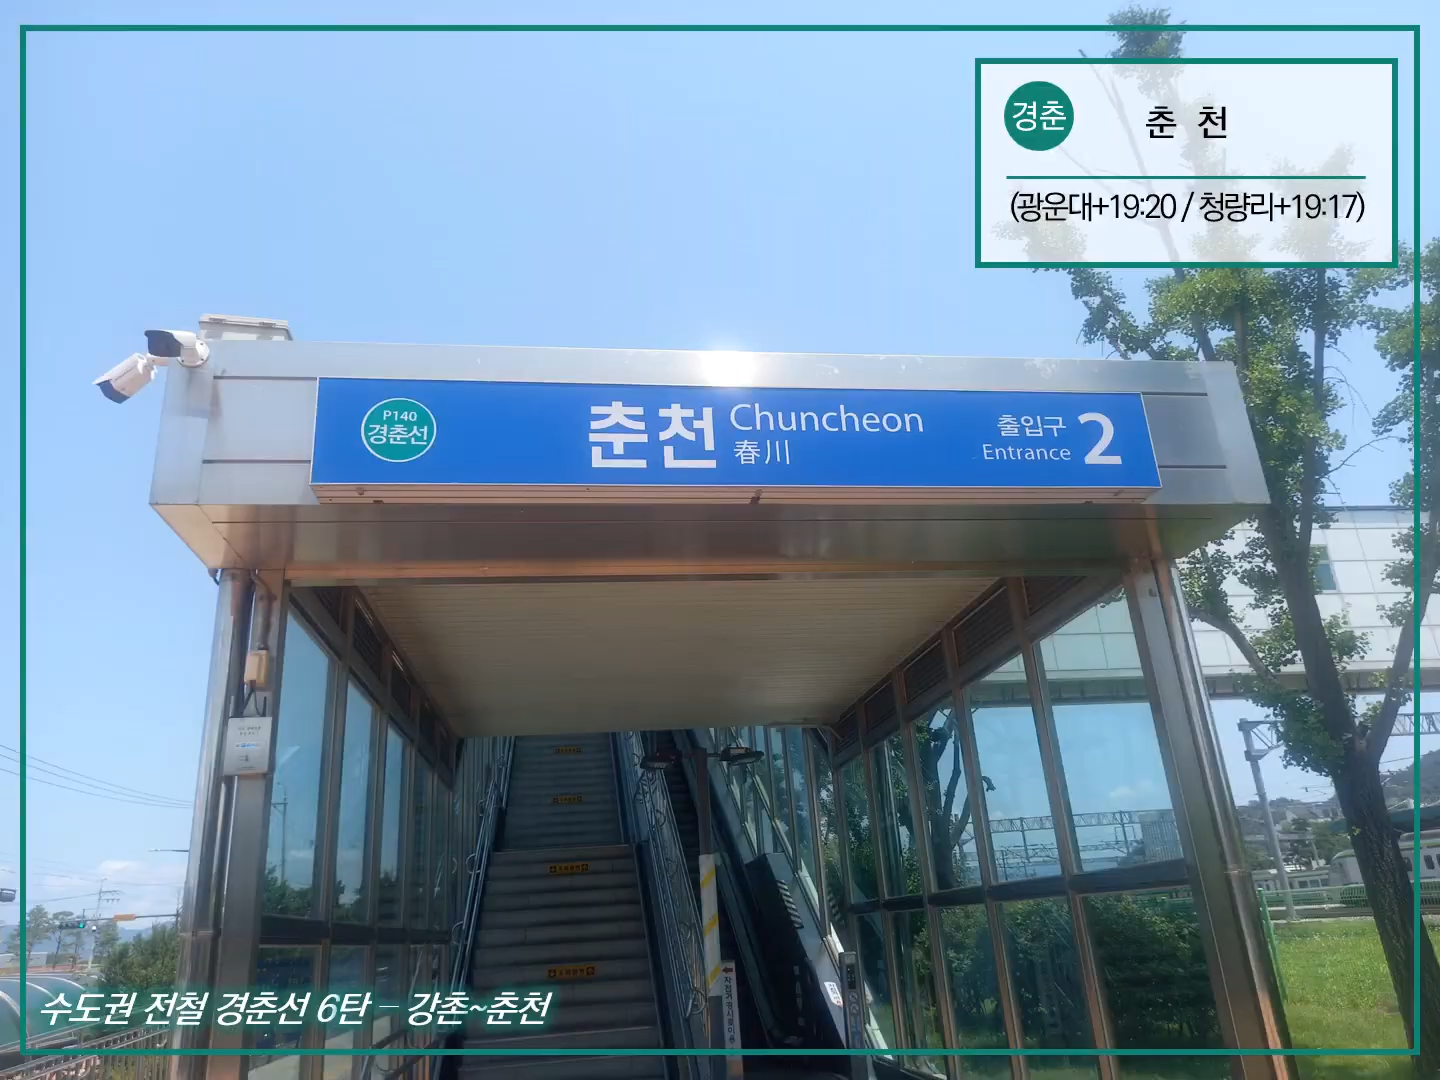 경춘
춘 천
(광운대+19:20 / 청량리+19:17)
P140
경춘선
춘천
Chuncheon
春川
출입구
Entrance
2
수도권 전철 경춘선 6탄 – 강촌~춘천